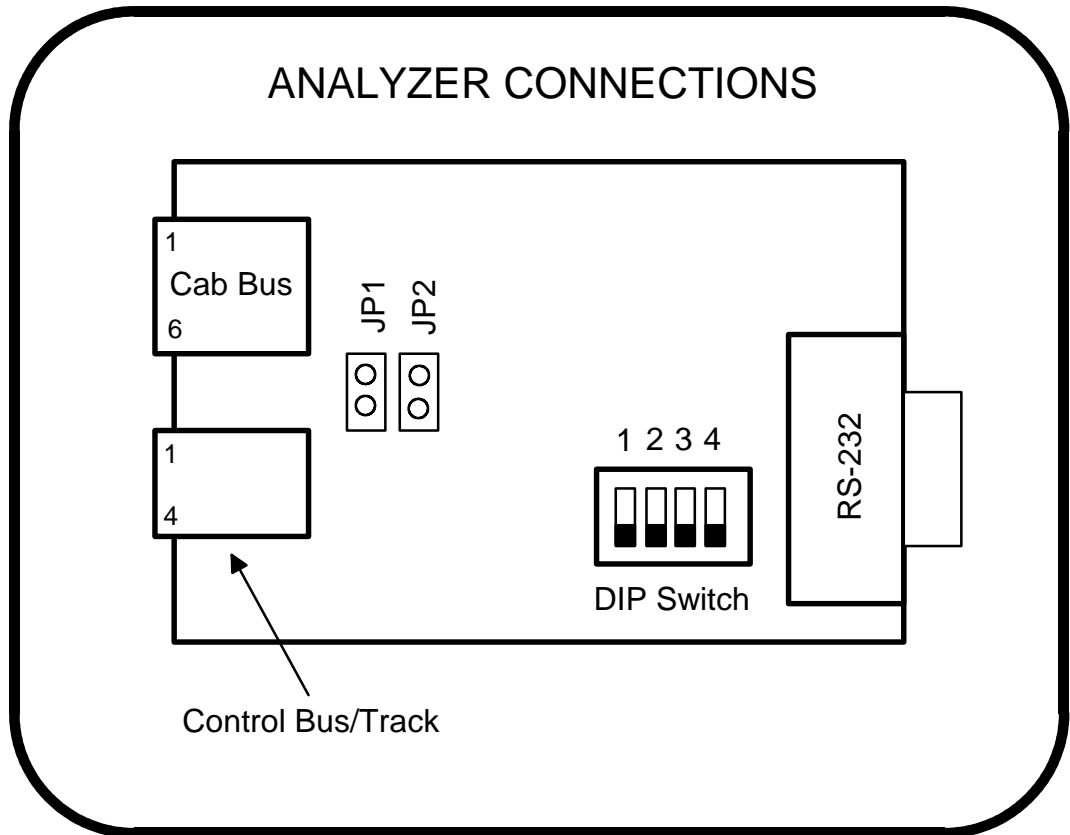 ANALYZER CONNECTIONS
1
Cab Bus
6
JP1
JP2
1
4
1 2 3 4
DIP Switch
RS-232
Control Bus/Track